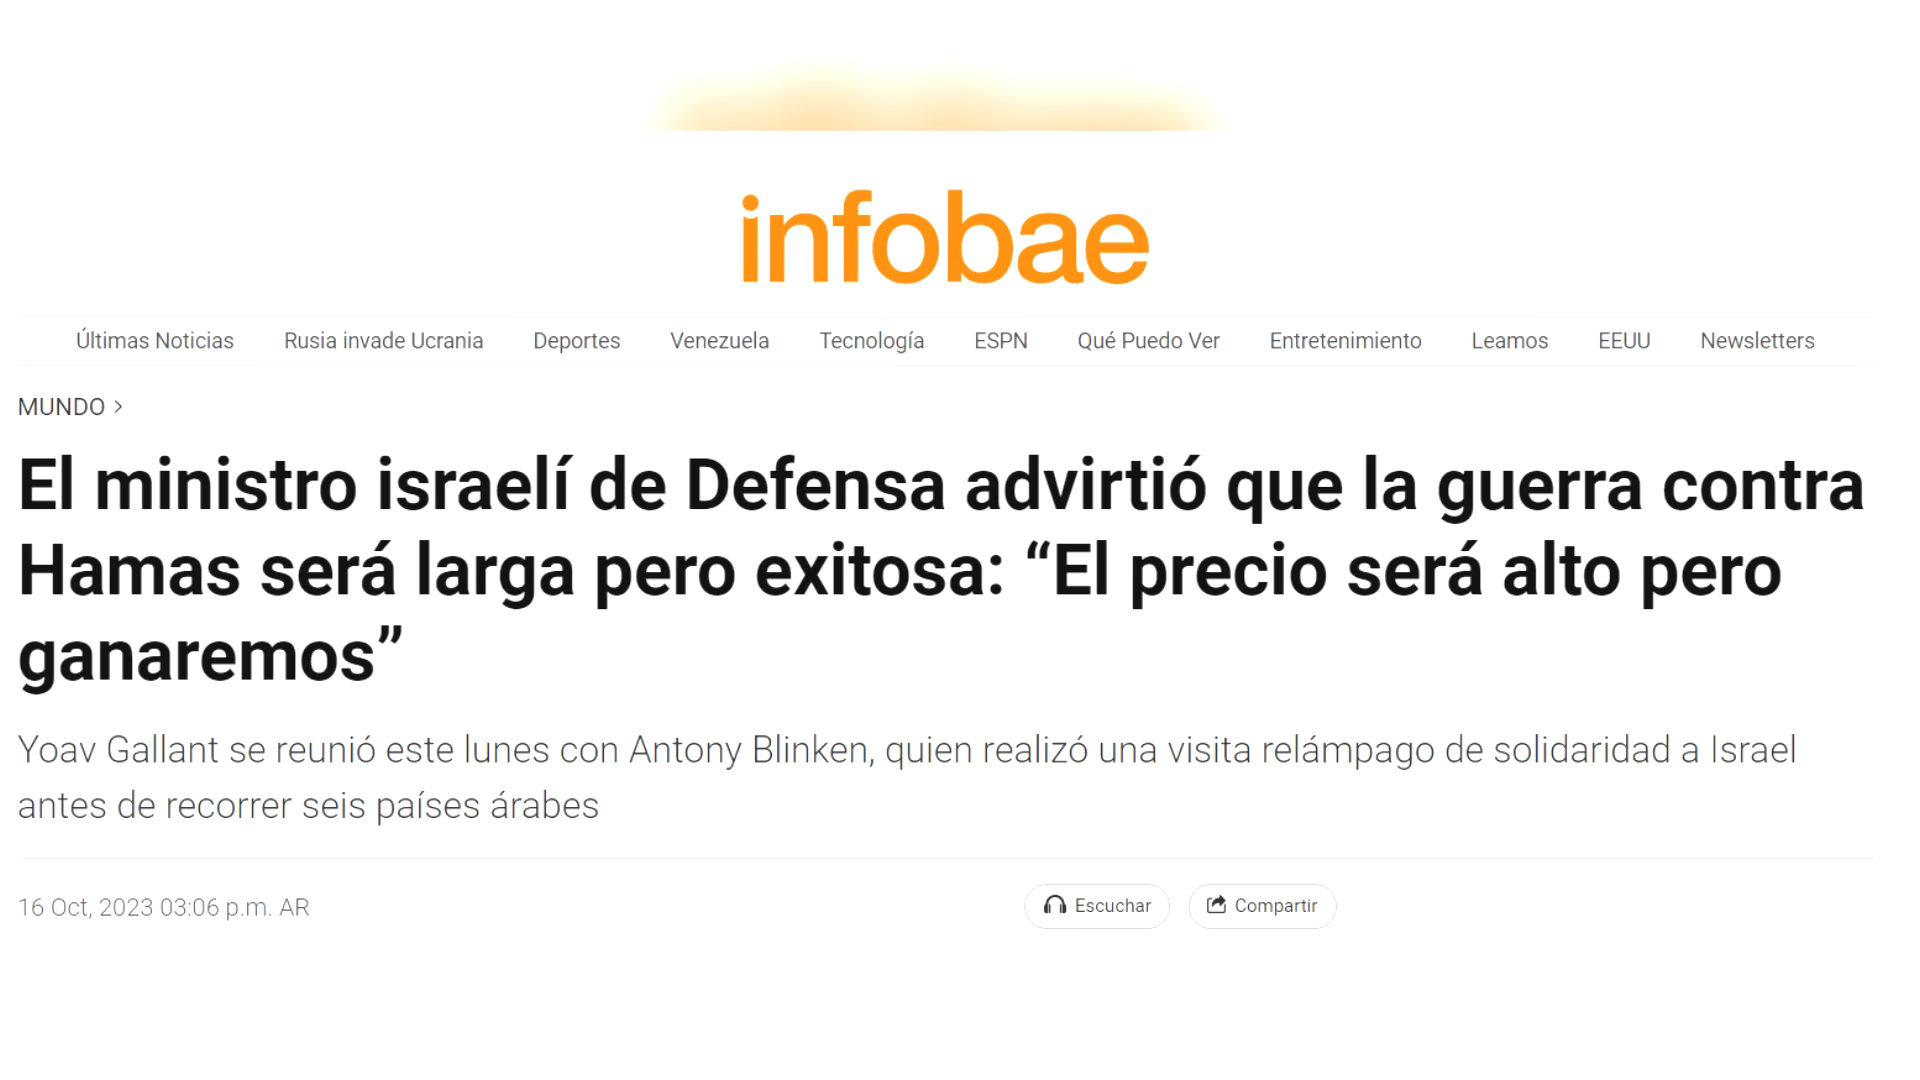 infobae
Últimas Noticias Rusia invade Ucrania Deportes Venezuela Tecnología ESPN Qué Puedo Ver Entretenimiento Leamos EEUU Newsletters
MUNDO >
El ministro israelí de Defensa advirtió que la guerra contra
Hamas será larga pero exitosa: “El precio será alto pero
ganaremos”
Yoav Gallant se reunió este lunes con Antony Blinken, quien realizó una visita relámpago de solidaridad a Israel
antes de recorrer seis países árabes
16 Oct, 2023 03:06 p.m. AR Escuchar Compartir